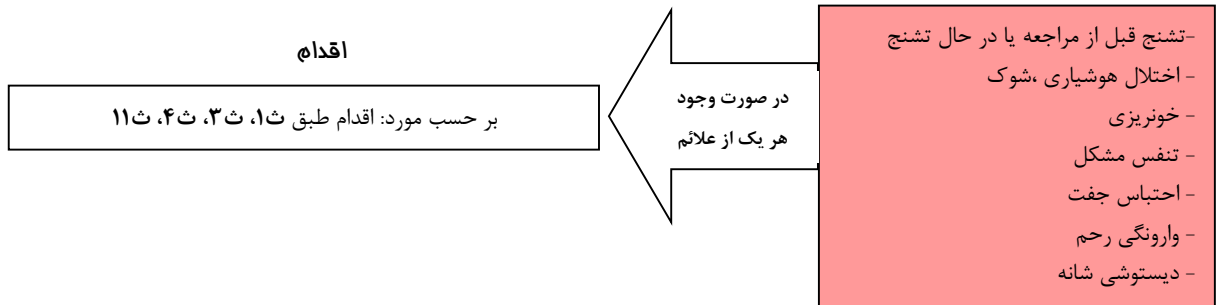 -تشنج قبل از مراجعه یا در حال تشنج
- اختلال هوشیاری ،شوک
- خونریزی
- تنفس مشکل
- احتباس جفت
- وارونگی رحم
- دیستوشی شانه
در صورت وجود
هر یک از علائم
اقدام
بر حسب مورد: اقدام طبق ث۱، ث۳، ث۴، ث۱۱